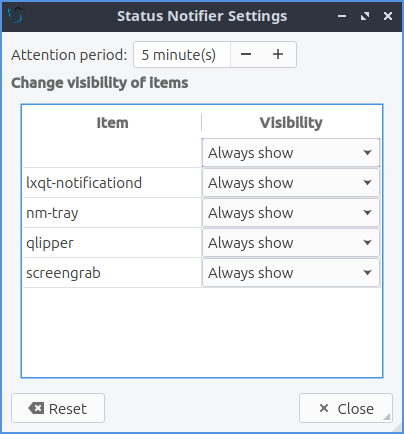 Status Notifier Settings
Attention period: 5 minute(s)
Change visibility of items
Item Visibility
Always show
lxqt-notificationd Always show
nm-tray Always show
qlipper Always show
screengrab Always show
Reset Close